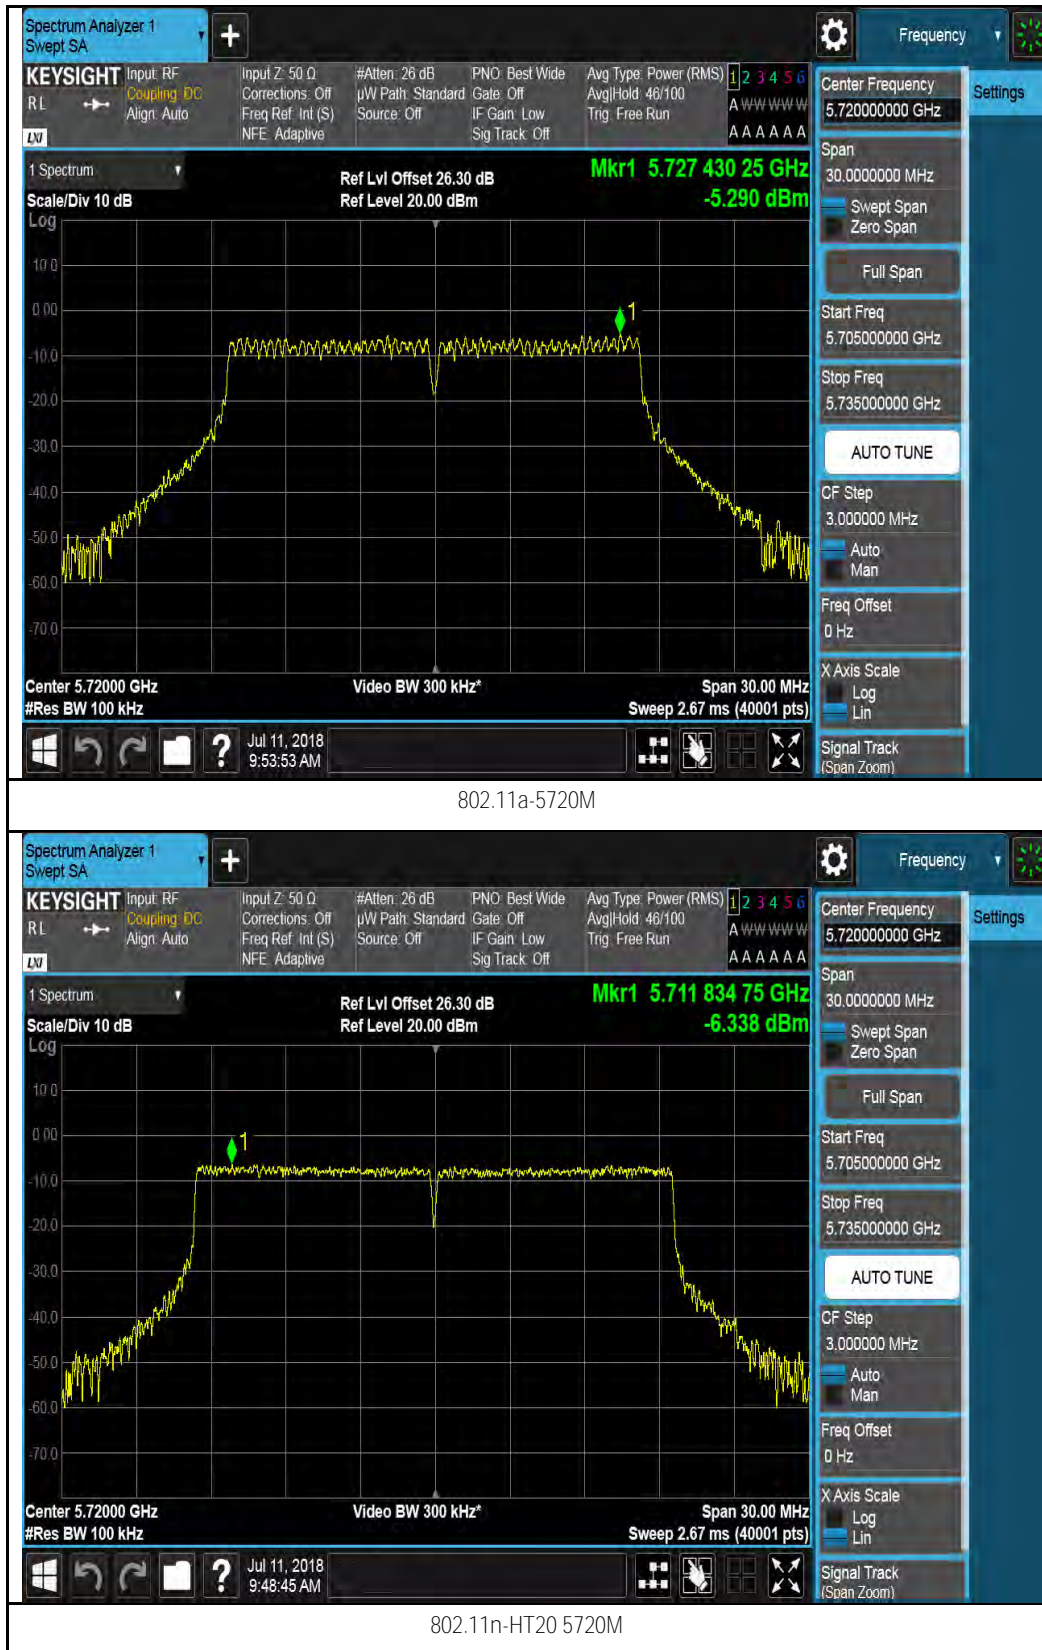 Spectrum Analyzer 1
Swept SA
Frequency
KEYSIGHT
RL
LXI
Input: RF
Coupling: DC
Align: Auto
Input Z: 50 Ω
Corrections: Off
Freq Ref: Int (S)
NFE: Adaptive
#Atten: 26 dB
µW Path: Standard
Source: Off
PNO: Best Wide
Gate: Off
IF Gain: Low
Sig Track: Off
Avg Type: Power (RMS)
Avg|Hold: 46/100
Trig: Free Run
1 2 3 4 5 6
A W W W W W
A A A A A A
Center Frequency
5.720000000 GHz
Settings
Span
30.0000000 MHz
Swept Span
Zero Span
Full Span
Start Freq
5.705000000 GHz
Stop Freq
5.735000000 GHz
AUTO TUNE
CF Step
3.000000 MHz
Auto
Man
Freq Offset
0 Hz
X Axis Scale
Log
Lin
Signal Track
(Span Zoom)
1 Spectrum
Scale/Div 10 dB
Ref Lvl Offset 26.30 dB
Ref Level 20.00 dBm
Mkr1 5.727 430 25 GHz
-5.290 dBm
Log
10.0
0.00
-10.0
-20.0
-30.0
-40.0
-50.0
-60.0
-70.0
1
Center 5.72000 GHz
#Res BW 100 kHz
Video BW 300 kHz*
Span 30.00 MHz
Sweep 2.67 ms (40001 pts)
?
Jul 11, 2018
9:53:53 AM
802.11a-5720M
Spectrum Analyzer 1
Swept SA
Frequency
KEYSIGHT
RL
LXI
Input: RF
Coupling: DC
Align: Auto
Input Z: 50 Ω
Corrections: Off
Freq Ref: Int (S)
NFE: Adaptive
#Atten: 26 dB
µW Path: Standard
Source: Off
PNO: Best Wide
Gate: Off
IF Gain: Low
Sig Track: Off
Avg Type: Power (RMS)
Avg|Hold: 46/100
Trig: Free Run
1 2 3 4 5 6
A W W W W W
A A A A A A
Center Frequency
5.720000000 GHz
Settings
Span
30.0000000 MHz
Swept Span
Zero Span
Full Span
Start Freq
5.705000000 GHz
Stop Freq
5.735000000 GHz
AUTO TUNE
CF Step
3.000000 MHz
Auto
Man
Freq Offset
0 Hz
X Axis Scale
Log
Lin
Signal Track
(Span Zoom)
1 Spectrum
Scale/Div 10 dB
Ref Lvl Offset 26.30 dB
Ref Level 20.00 dBm
Mkr1 5.711 834 75 GHz
-6.338 dBm
Log
10.0
0.00
-10.0
-20.0
-30.0
-40.0
-50.0
-60.0
-70.0
1
Center 5.72000 GHz
#Res BW 100 kHz
Video BW 300 kHz*
Span 30.00 MHz
Sweep 2.67 ms (40001 pts)
?
Jul 11, 2018
9:48:45 AM
802.11n-HT20 5720M